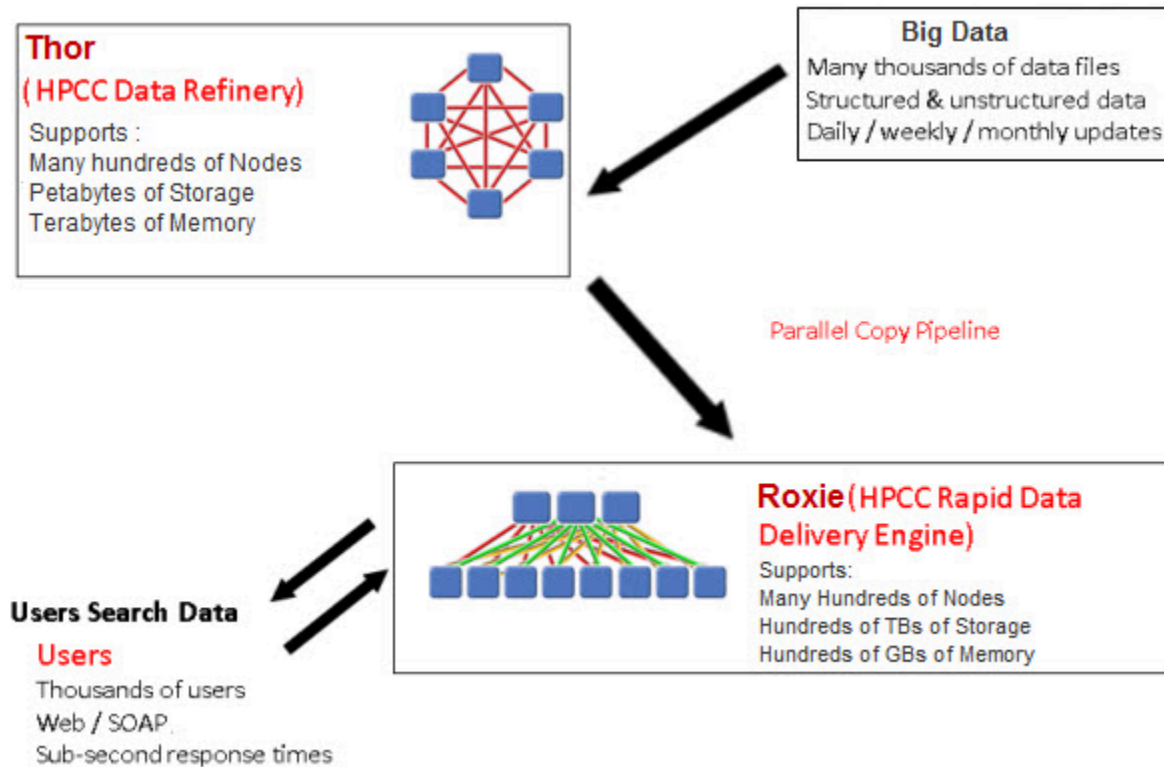 Thor
( HPCC Data Refinery)
Supports :
Many hundreds of Nodes
Petabytes of Storage
Terabytes of Memory
Big Data
Many thousands of data files
Structured & unstructured data
Daily / weekly / monthly updates
Parallel Copy Pipeline
Roxie (HPCC Rapid Data
Delivery Engine)
Supports:
Many Hundreds of Nodes
Hundreds of TBs of Storage
Hundreds of GBs of Memory
Users Search Data
Users
Thousands of users
Web / SOAP
Sub-second response times